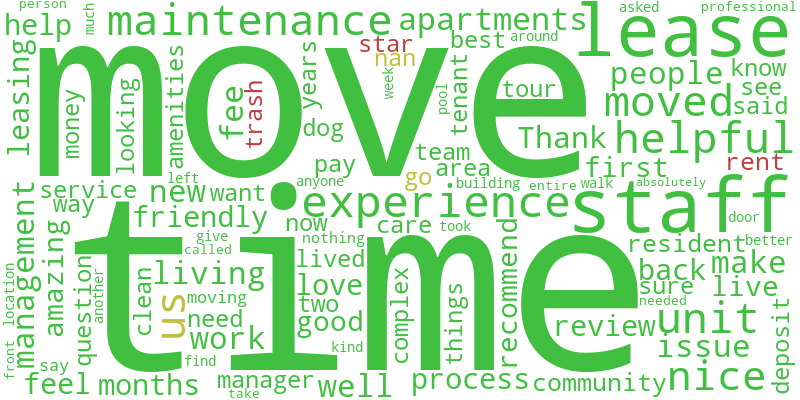 person
help
much
maintenance
apartments
star
nan
best
around
asked
professional
lease
people
know
see
said
moved
helpful
move
leasing
money
looking
amenities
fee
trash
years
dog
week
pool
tenant
tour
Thank
team
area
first
rent
pay
go
left
anyone
building
entire
walk
absolutely
service
way
new
want
experience
staff
friendly
now
care
took
door
better
resident
give
called
nothing
time
management
amazing
question
another
location
front
clean
living
us
moving
need
work
lived
love
two
good
complex
things
recommend
back
make
sure
live
needed
review
unit
issue
find
kind
say
feel
months
manager
take
well
process
community
nice
deposit